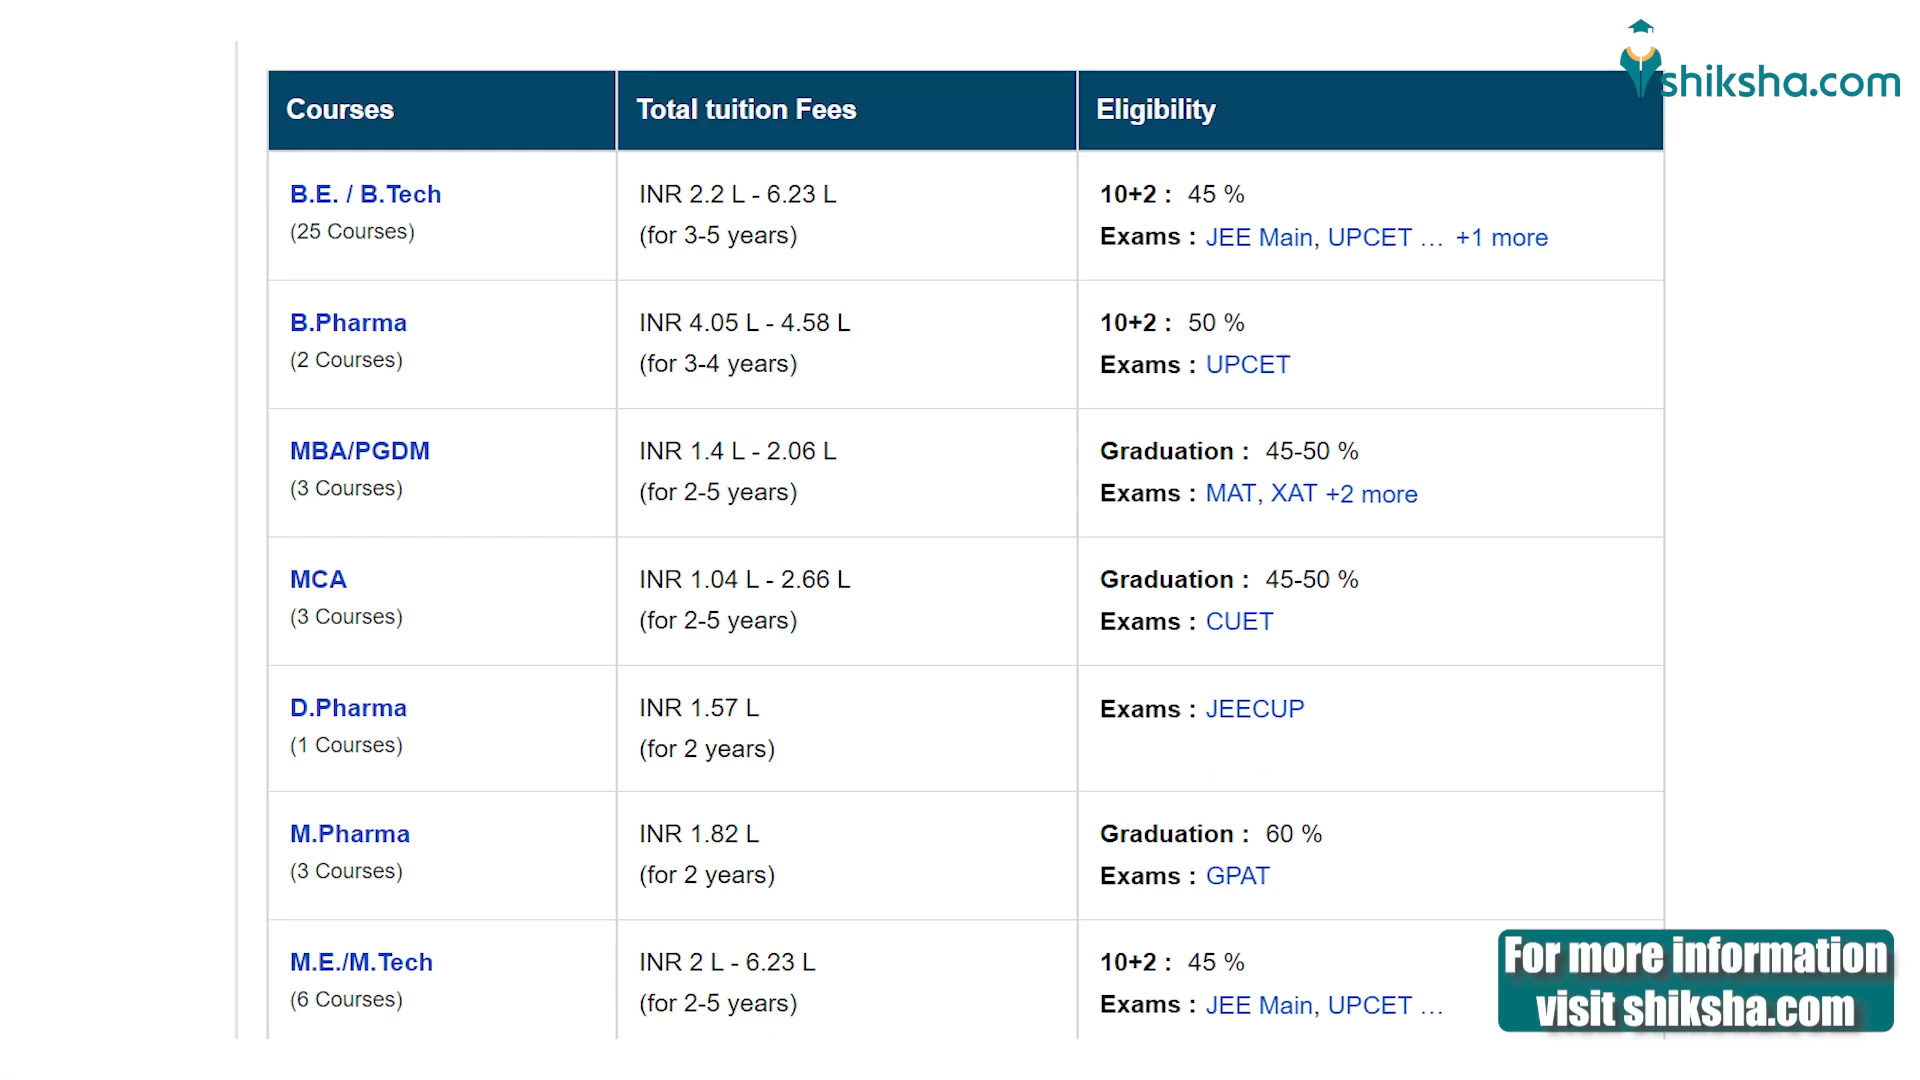 shiksha.com
Courses
Total tuition Fees
Eligibility
B.E. / B.Tech
(25 Courses)
INR 2.2 L - 6.23 L
(for 3-5 years)
10+2 : 45 %
Exams : JEE Main, UPCET ... +1 more
B.Pharma
(2 Courses)
INR 4.05 L - 4.58 L
(for 3-4 years)
10+2 : 50 %
Exams : UPCET
MBA/PGDM
(3 Courses)
INR 1.4 L - 2.06 L
(for 2-5 years)
Graduation : 45-50 %
Exams : MAT, XAT +2 more
MCA
(3 Courses)
INR 1.04 L - 2.66 L
(for 2-5 years)
Graduation : 45-50 %
Exams : CUET
D.Pharma
(1 Courses)
INR 1.57 L
(for 2 years)
Exams : JEECUP
M.Pharma
(3 Courses)
INR 1.82 L
(for 2 years)
Graduation : 60 %
Exams : GPAT
M.E./M.Tech
(6 Courses)
INR 2 L - 6.23 L
(for 2-5 years)
10+2 : 45 %
Exams : JEE Main, UPCET ...
For more information
visit shiksha.com